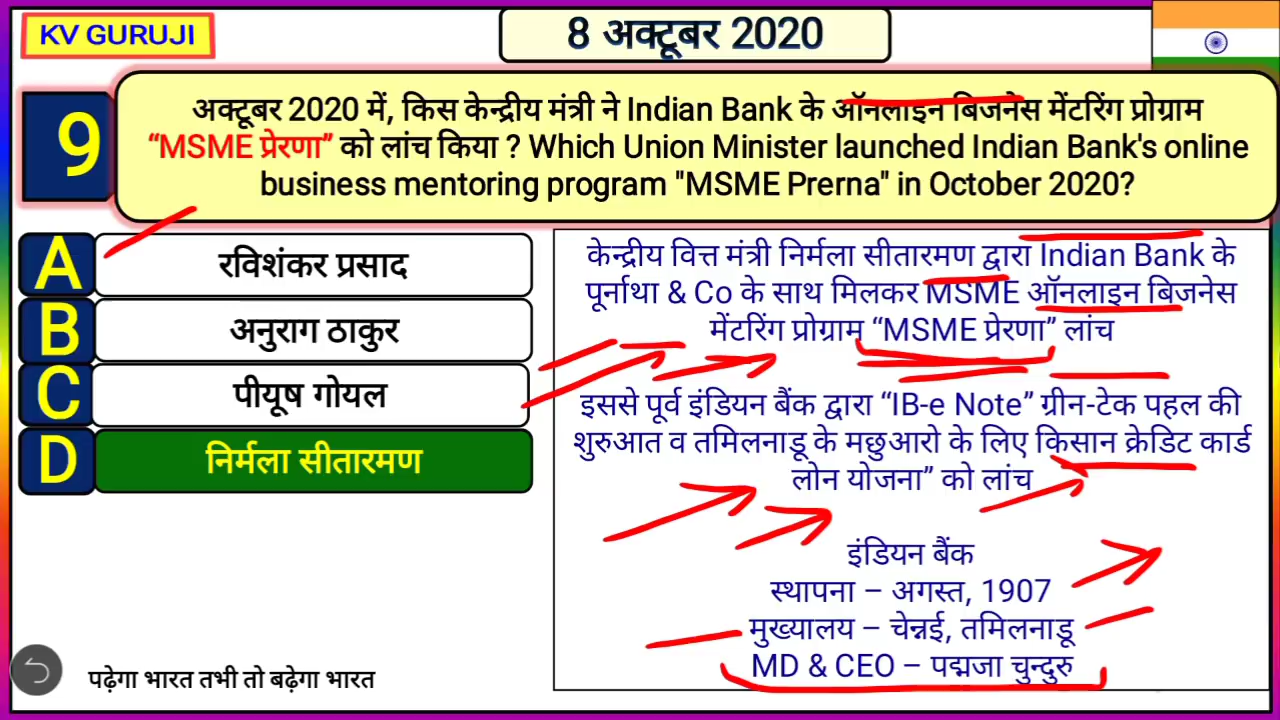 KV GURUJI
8 अक्टूबर 2020
9
अक्टूबर 2020 में, किस केन्द्रीय मंत्री ने Indian Bank के ऑनलाइन बिजनेस मेंटरिंग प्रोग्राम
“MSME प्रेरणा” को लांच किया ? Which Union Minister launched Indian Bank's online
business mentoring program "MSME Prerna" in October 2020?
A रविशंकर प्रसाद
B अनुराग ठाकुर
C पीयूष गोयल
D निर्मला सीतारमण
केन्द्रीय वित्त मंत्री निर्मला सीतारमण द्वारा Indian Bank के
पूर्नाथा & Co के साथ मिलकर MSME ऑनलाइन बिजनेस
मेंटरिंग प्रोग्राम “MSME प्रेरणा” लांच
इससे पूर्व इंडियन बैंक द्वारा “IB-e Note” ग्रीन-टेक पहल की
शुरुआत व तमिलनाडू के मछुआरो के लिए किसान क्रेडिट कार्ड
लोन योजना” को लांच
इंडियन बैंक
स्थापना – अगस्त, 1907
मुख्यालय – चेन्नई, तमिलनाडू
MD & CEO – पद्मजा चुन्दुरु
पढ़ेगा भारत तभी तो बढ़ेगा भारत